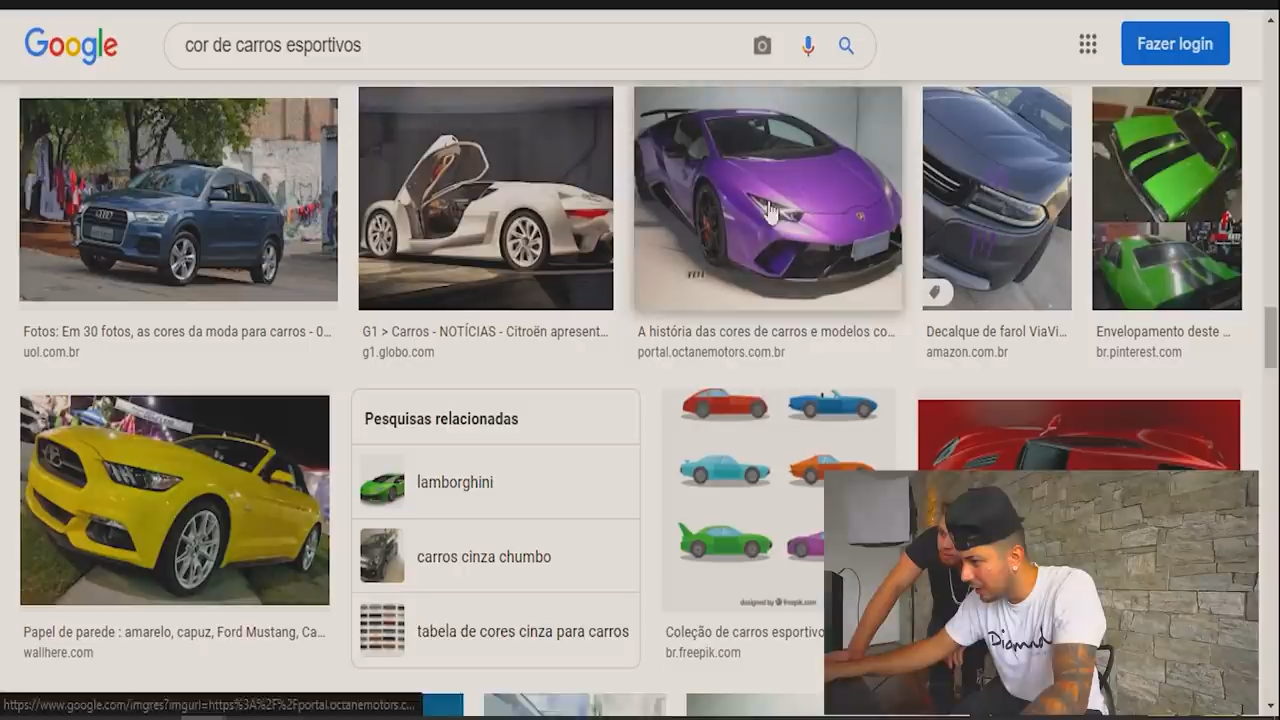 Google
cor de carros esportivos
Fazer login
Fotos: Em 30 fotos, as cores da moda para carros - 0...
uol.com.br
G1 > Carros - NOTÍCIAS - Citroën apresent...
g1.globo.com
A história das cores de carros e modelos co...
portal.octanemotors.com.br
Decalque de farol ViaVi...
amazon.com.br
Envelopamento deste ...
br.pinterest.com
Papel de parede : amarelo, capuz, Ford Mustang, Ca...
wallhere.com
Pesquisas relacionadas
lamborghini
carros cinza chumbo
tabela de cores cinza para carros
designed by freepik.com
Coleção de carros esportivo
br.freepik.com
Diamond
https://www.google.com/imgres?imgurl=https%3A%2F%2Fportal.octanemotors.c...